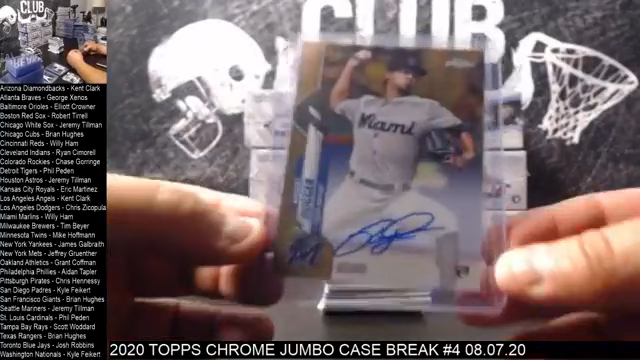 CLUB
CLUB
BREAK
Arizona Diamondbacks - Kent Clark
Atlanta Braves - George Xenos
Baltimore Orioles - Elliott Crowner
Boston Red Sox - Robert Tirrell
Chicago White Sox - Jeremy Tillman
Chicago Cubs - Brian Hughes
Cincinnati Reds - Willy Ham
Cleveland Indians - Ryan Cimorell
Colorado Rockies - Chase Gorringe
Detroit Tigers - Phil Peden
Houston Astros - Jeremy Tillman
Kansas City Royals - Eric Martinez
Los Angeles Angels - Kent Clark
Los Angeles Dodgers - Chris Zicopula
Miami Marlins - Willy Ham
Milwaukee Brewers - Tim Beyer
Minnesota Twins - Mike Hoffmann
New York Yankees - James Galbraith
New York Mets - Jeffrey Gruenther
Oakland Athletics - Grant Coffman
Philadelphia Phillies - Aidan Tapler
Pittsburgh Pirates - Chris Hennessy
San Diego Padres - Kyle Feikert
San Francisco Giants - Brian Hughes
Seattle Mariners - Jeremy Tillman
St. Louis Cardinals - Phil Peden
Tampa Bay Rays - Scott Woddard
Texas Rangers - Brian Hughes
Toronto Blue Jays - Josh Robbins
Washington Nationals - Kyle Feikert
Miami
2020 TOPPS CHROME JUMBO CASE BREAK #4 08.07.20